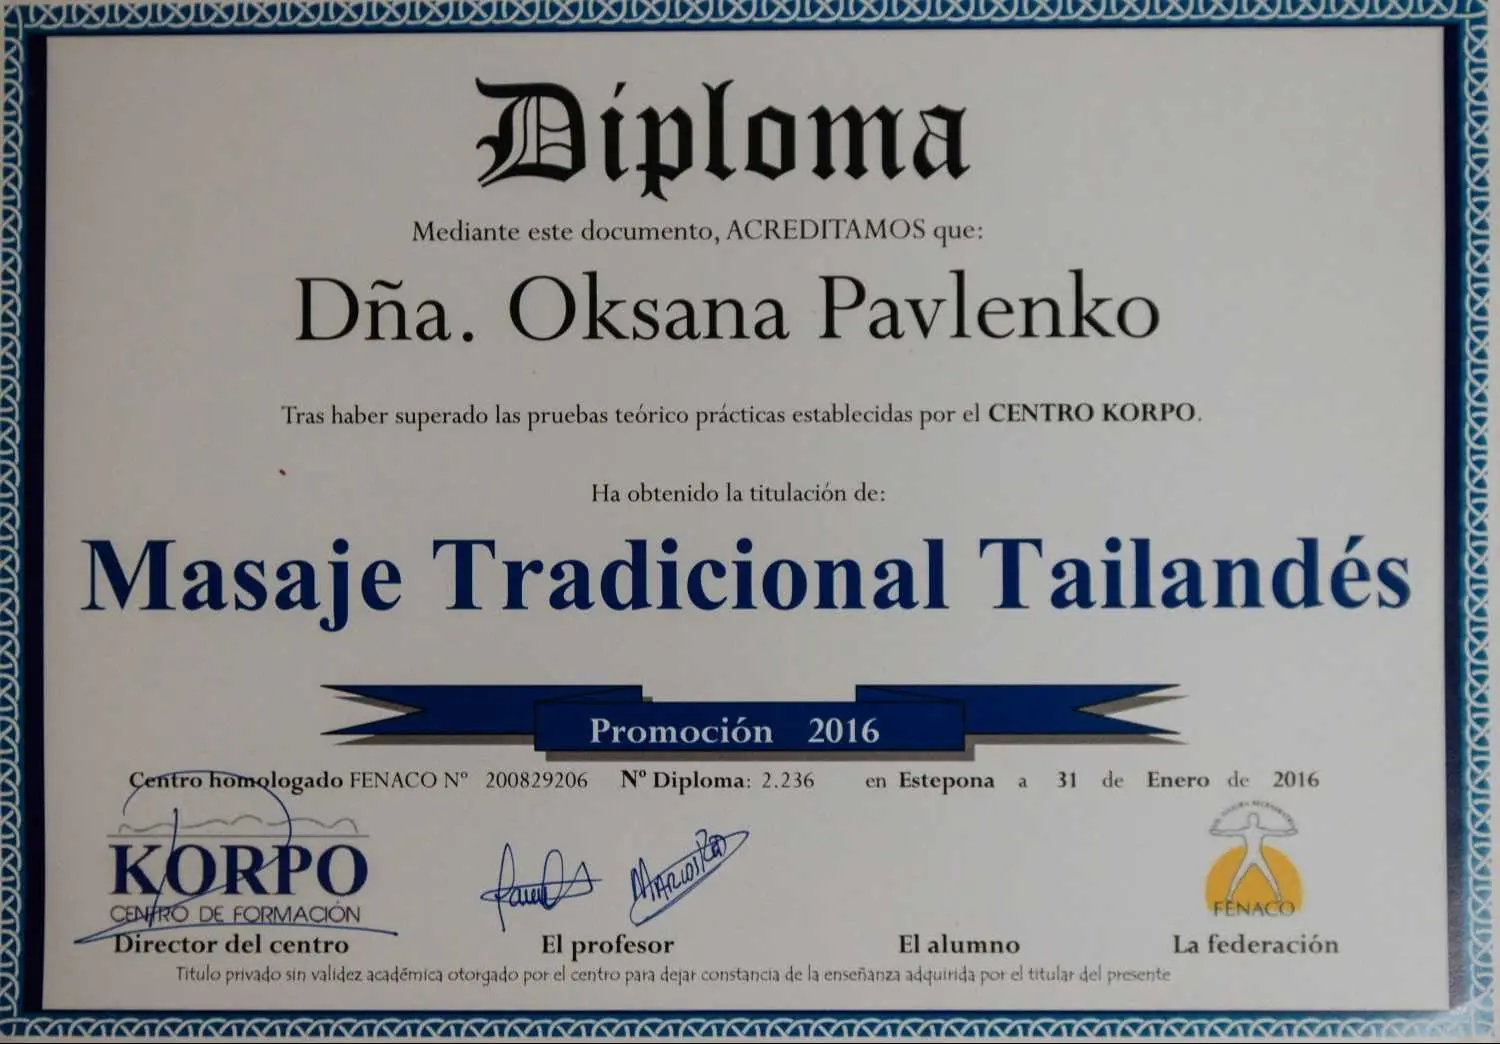 Diploma
Mediante este documento, ACREDITAMOS que:
Dña. Oksana Pavlenko
Tras haber superado las pruebas teórico prácticas establecidas por el CENTRO KORPO.
Ha obtenido la titulación de:
Masaje Tradicional Tailandés
Promoción 2016
Centro homologado FENACO Nº 200829206 Nº Diploma: 2.236 en Estepona a 31 de Enero de 2016
KORPO
CENTRO DE FORMACIÓN
FENACO
Director del centro El profesor El alumno La federación
Titulo privado sin validez académica otorgado por el centro para dejar constancia de la enseñanza adquirida por el titular del presente